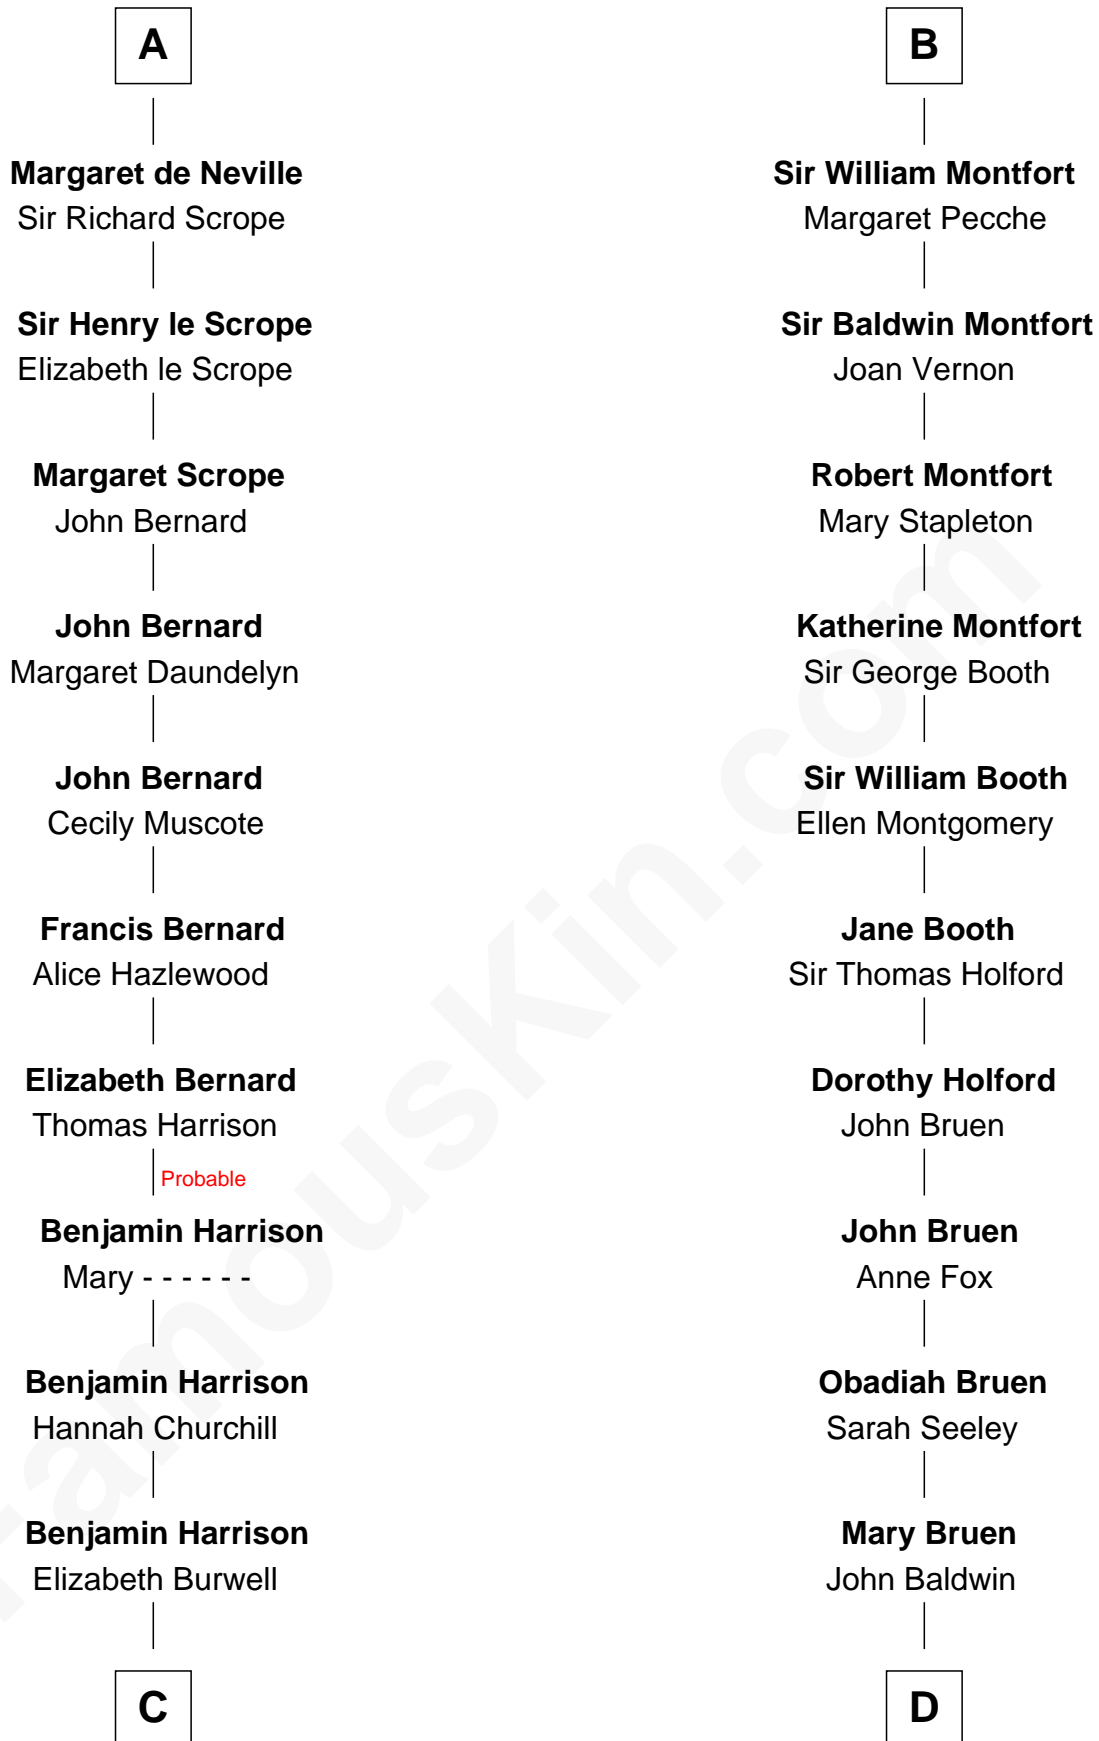 A
Margaret de Neville
Sir Richard Scrope
Sir Henry le Scrope
Elizabeth le Scrope
Margaret Scrope
John Bernard
John Bernard
Margaret Daundelyn
John Bernard
Cecily Muscote
Francis Bernard
Alice Hazlewood
Elizabeth Bernard
Thomas Harrison
Probable
Benjamin Harrison
Mary - - - - - -
Benjamin Harrison
Hannah Churchill
Benjamin Harrison
Elizabeth Burwell
C
B
Sir William Montfort
Margaret Pecche
Sir Baldwin Montfort
Joan Vernon
Robert Montfort
Mary Stapleton
Katherine Montfort
Sir George Booth
Sir William Booth
Ellen Montgomery
Jane Booth
Sir Thomas Holford
Dorothy Holford
John Bruen
John Bruen
Anne Fox
Obadiah Bruen
Sarah Seeley
Mary Bruen
John Baldwin
D
FamousKin.com